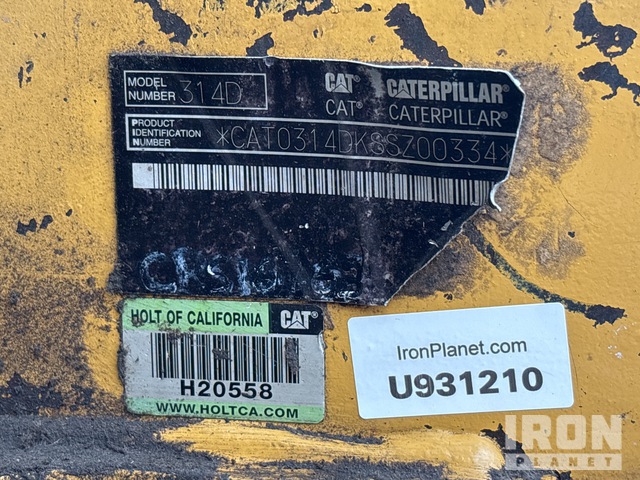 MODEL NUMBER 314D
CAT® CATERPILLAR®
CAT® CATERPILLAR®
PRODUCT IDENTIFICATION NUMBER *CAT0314DKSSZ00334*
HOLT OF CALIFORNIA CAT®
H20558
WWW.HOLTCA.COM
IronPlanet.com
U931210
IRON
PLANET